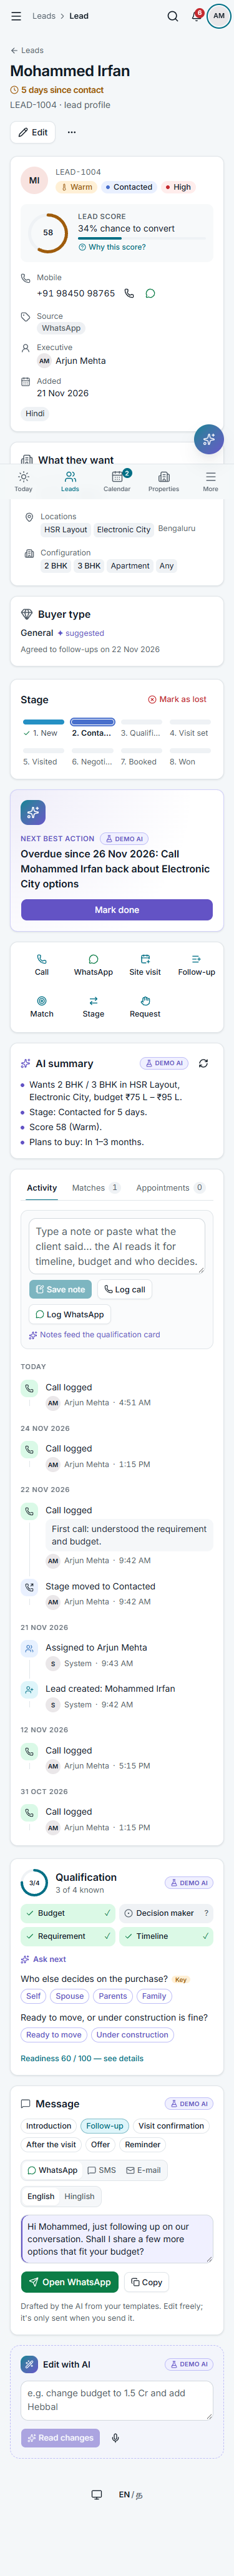 Leads > Lead
6
AM
← Leads
Mohammed Irfan
5 days since contact
LEAD-1004 · lead profile
Edit
MI
LEAD-1004
Warm
Contacted
High
58
LEAD SCORE
34% chance to convert
Why this score?
Mobile
+91 98450 98765
Source
WhatsApp
Executive
AM Arjun Mehta
Added
21 Nov 2026
Hindi
What they want
Today
Leads
2
Calendar
Properties
More
Locations
HSR Layout
Electronic City
Bengaluru
Configuration
2 BHK
3 BHK
Apartment
Any
Buyer type
General
suggested
Agreed to follow-ups on 22 Nov 2026
Stage
Mark as lost
✓ 1. New
2. Conta...
3. Qualifi...
4. Visit set
5. Visited
6. Negoti...
7. Booked
8. Won
NEXT BEST ACTION
DEMO AI
Overdue since 26 Nov 2026: Call
Mohammed Irfan back about Electronic
City options
Mark done
Call
WhatsApp
Site visit
Follow-up
Match
Stage
Request
AI summary
DEMO AI
Wants 2 BHK / 3 BHK in HSR Layout,
Electronic City, budget ₹75 L – ₹95 L.
Stage: Contacted for 5 days.
Score 58 (Warm).
Plans to buy: In 1–3 months.
Activity
Matches 1
Appointments 0
Type a note or paste what the
client said... the AI reads it for
timeline, budget and who decides.
Save note
Log call
Log WhatsApp
Notes feed the qualification card
TODAY
Call logged
AM Arjun Mehta · 4:51 AM
24 NOV 2026
Call logged
AM Arjun Mehta · 1:15 PM
22 NOV 2026
Call logged
First call: understood the requirement
and budget.
AM Arjun Mehta · 9:42 AM
Stage moved to Contacted
AM Arjun Mehta · 9:42 AM
21 NOV 2026
Assigned to Arjun Mehta
S System · 9:43 AM
Lead created: Mohammed Irfan
S System · 9:42 AM
12 NOV 2026
Call logged
AM Arjun Mehta · 5:15 PM
31 OCT 2026
Call logged
AM Arjun Mehta · 1:15 PM
3/4
Qualification
3 of 4 known
DEMO AI
Budget ✓
Decision maker ?
Requirement ✓
Timeline ✓
Ask next
Who else decides on the purchase? Key
Self
Spouse
Parents
Family
Ready to move, or under construction is fine?
Ready to move
Under construction
Readiness 60 / 100 — see details
Message
DEMO AI
Introduction
Follow-up
Visit confirmation
After the visit
Offer
Reminder
WhatsApp
SMS
E-mail
English
Hinglish
Hi Mohammed, just following up on our
conversation. Shall I share a few more
options that fit your budget?
Open WhatsApp
Copy
Drafted by the AI from your templates. Edit freely;
it's only sent when you send it.
Edit with AI
DEMO AI
e.g. change budget to 1.5 Cr and add
Hebbal
Read changes
EN / த